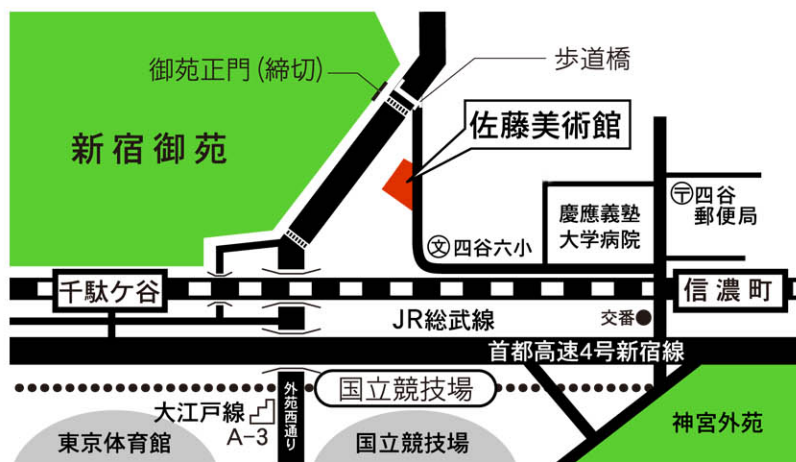 御苑正門(締切)
歩道橋
新宿御苑
佐藤美術館
慶應義塾
大学病院
〒四谷
郵便局
文 四谷六小
千駄ケ谷
信濃町
JR総武線
交番
首都高速4号新宿線
国立競技場
大江戸線
A-3
外苑西通り
東京体育館
国立競技場
神宮外苑